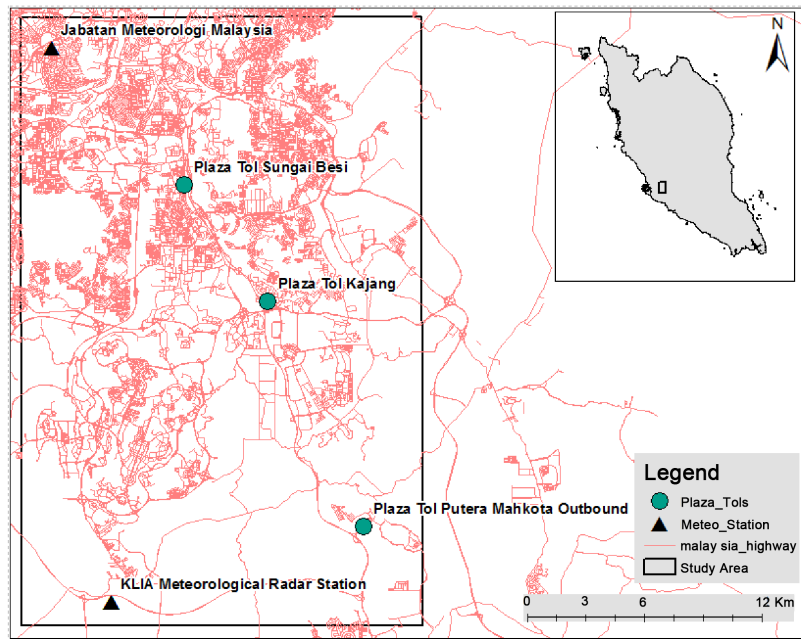 Jabatan Meteorologi Malaysia
N
Plaza Tol Sungai Besi
Plaza Tol Kajang
Plaza Tol Putera Mahkota Outbound
KLIA Meteorological Radar Station
Legend
Plaza_Tols
Meteo_Station
malay sia_highway
Study Area
0 3 6 12 Km